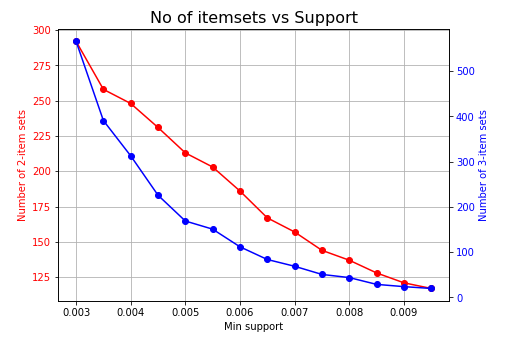 No of itemsets vs Support
300
275
250
225
200
175
150
125
Number of 2-item sets
500
400
300
200
100
0
Number of 3-item sets
0.003 0.004 0.005 0.006 0.007 0.008 0.009
Min support